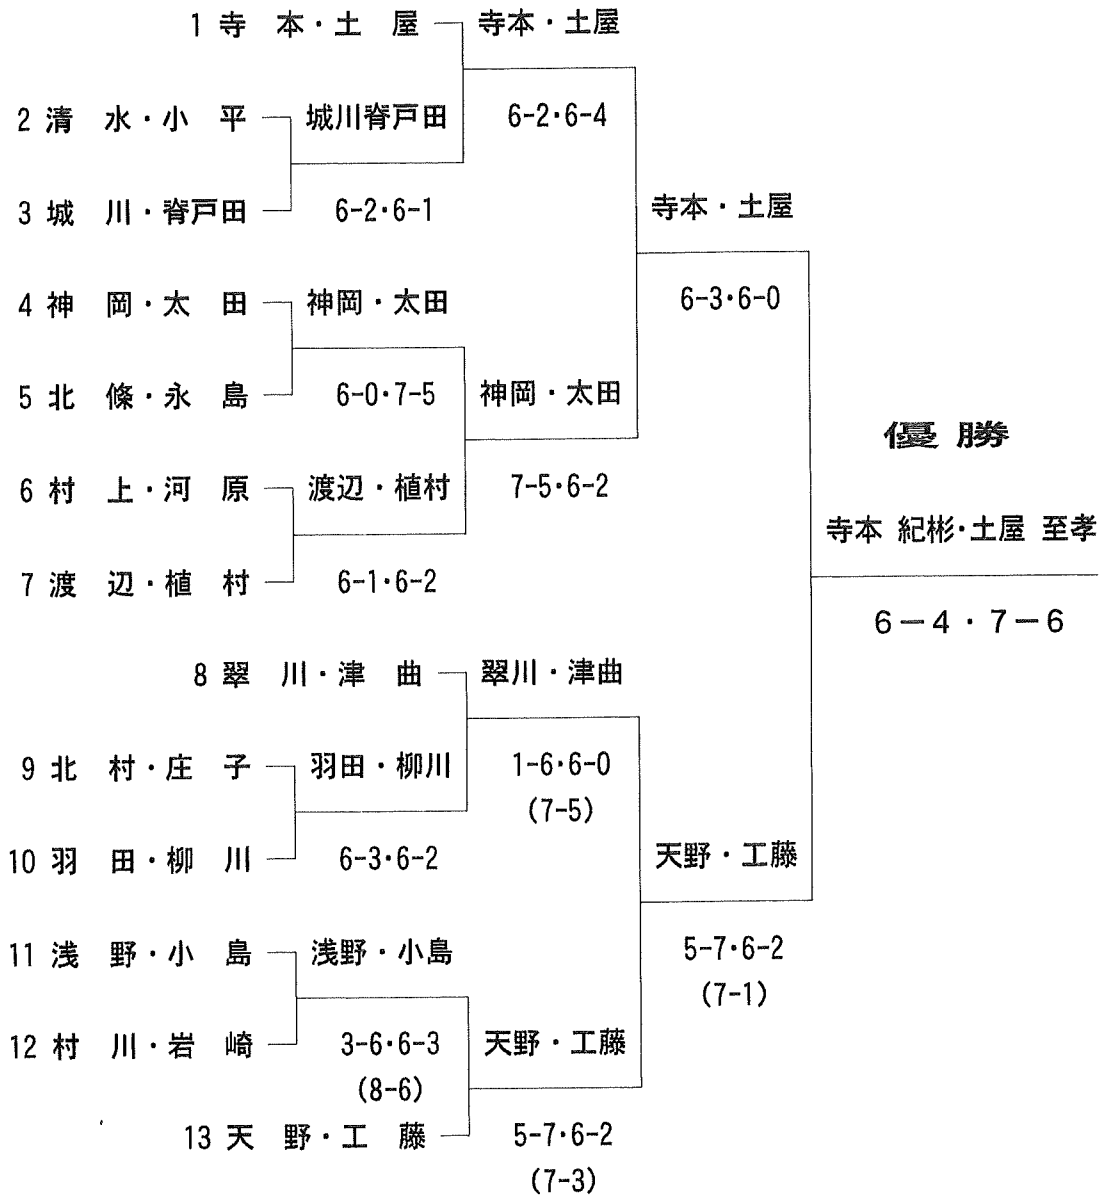 1 寺 本・土 屋 寺本・土屋
2 清 水・小 平 城川脊戸田 6-2・6-4
3 城 川・脊戸田 6-2・6-1 寺本・土屋
4 神 岡・太 田 神岡・太田 6-3・6-0
5 北 條・永 島 6-0・7-5 神岡・太田
優 勝
6 村 上・河 原 渡辺・植村 7-5・6-2
寺本 紀彬・土屋 至孝
7 渡 辺・植 村 6-1・6-2
6－4・7－6
8 翠 川・津 曲 翠川・津曲
9 北 村・庄 子 羽田・柳川 1-6・6-0
(7-5)
10 羽 田・柳 川 6-3・6-2 天野・工藤
11 浅 野・小 島 浅野・小島 5-7・6-2
(7-1)
12 村 川・岩 崎 3-6・6-3 天野・工藤
(8-6)
13 天 野・工 藤 5-7・6-2
(7-3)